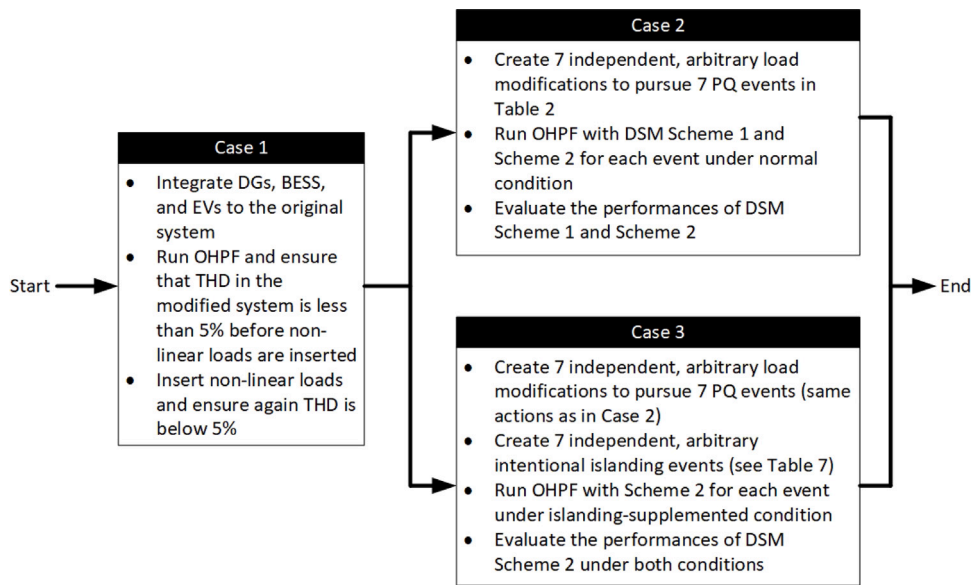 Start
Case 1
• Integrate DGs, BESS,
and EVs to the original
system
• Run OHPF and ensure
that THD in the
modified system is less
than 5% before non-
linear loads are inserted
• Insert non-linear loads
and ensure again THD is
below 5%
Case 2
• Create 7 independent, arbitrary load
modifications to pursue 7 PQ events in
Table 2
• Run OHPF with DSM Scheme 1 and
Scheme 2 for each event under normal
condition
• Evaluate the performances of DSM
Scheme 1 and Scheme 2
Case 3
• Create 7 independent, arbitrary load
modifications to pursue 7 PQ events (same
actions as in Case 2)
• Create 7 independent, arbitrary
intentional islanding events (see Table 7)
• Run OHPF with Scheme 2 for each event
under islanding-supplemented condition
• Evaluate the performances of DSM
Scheme 2 under both conditions
End